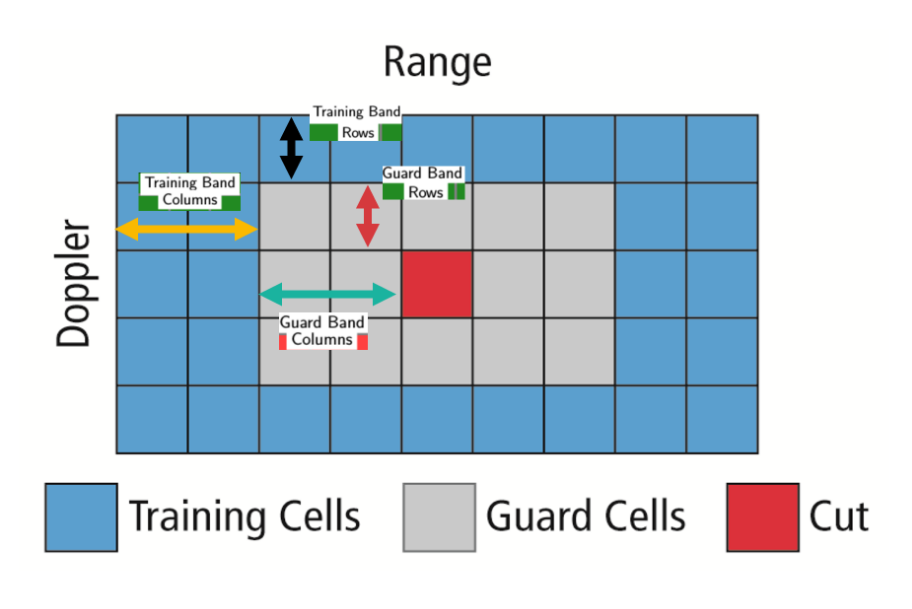 Range
Training Band
Rows
Guard Band
Rows
Training Band
Columns
Doppler
Guard Band
Columns
Training Cells
Guard Cells
Cut